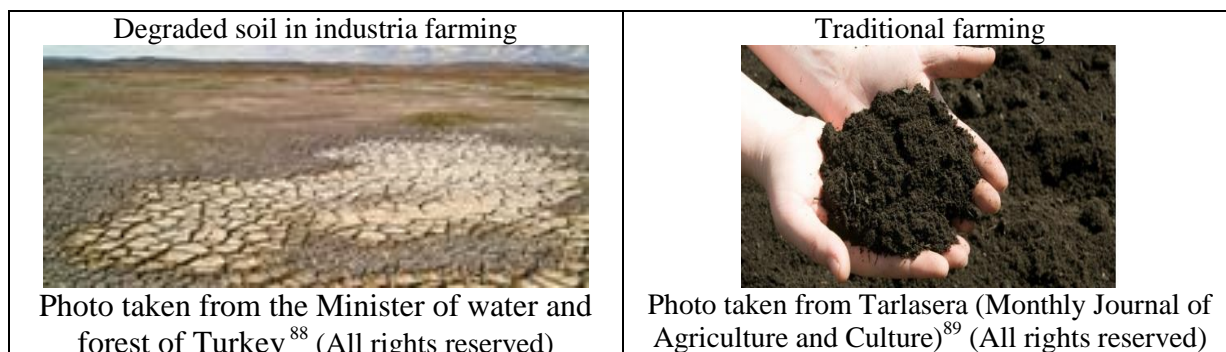 Degraded soil in industria farming
Photo taken from the Minister of water and
forest of Turkey 88 (All rights reserved)
Traditional farming
Photo taken from Tarlasera (Monthly Journal of
Agriculture and Culture)89 (All rights reserved)